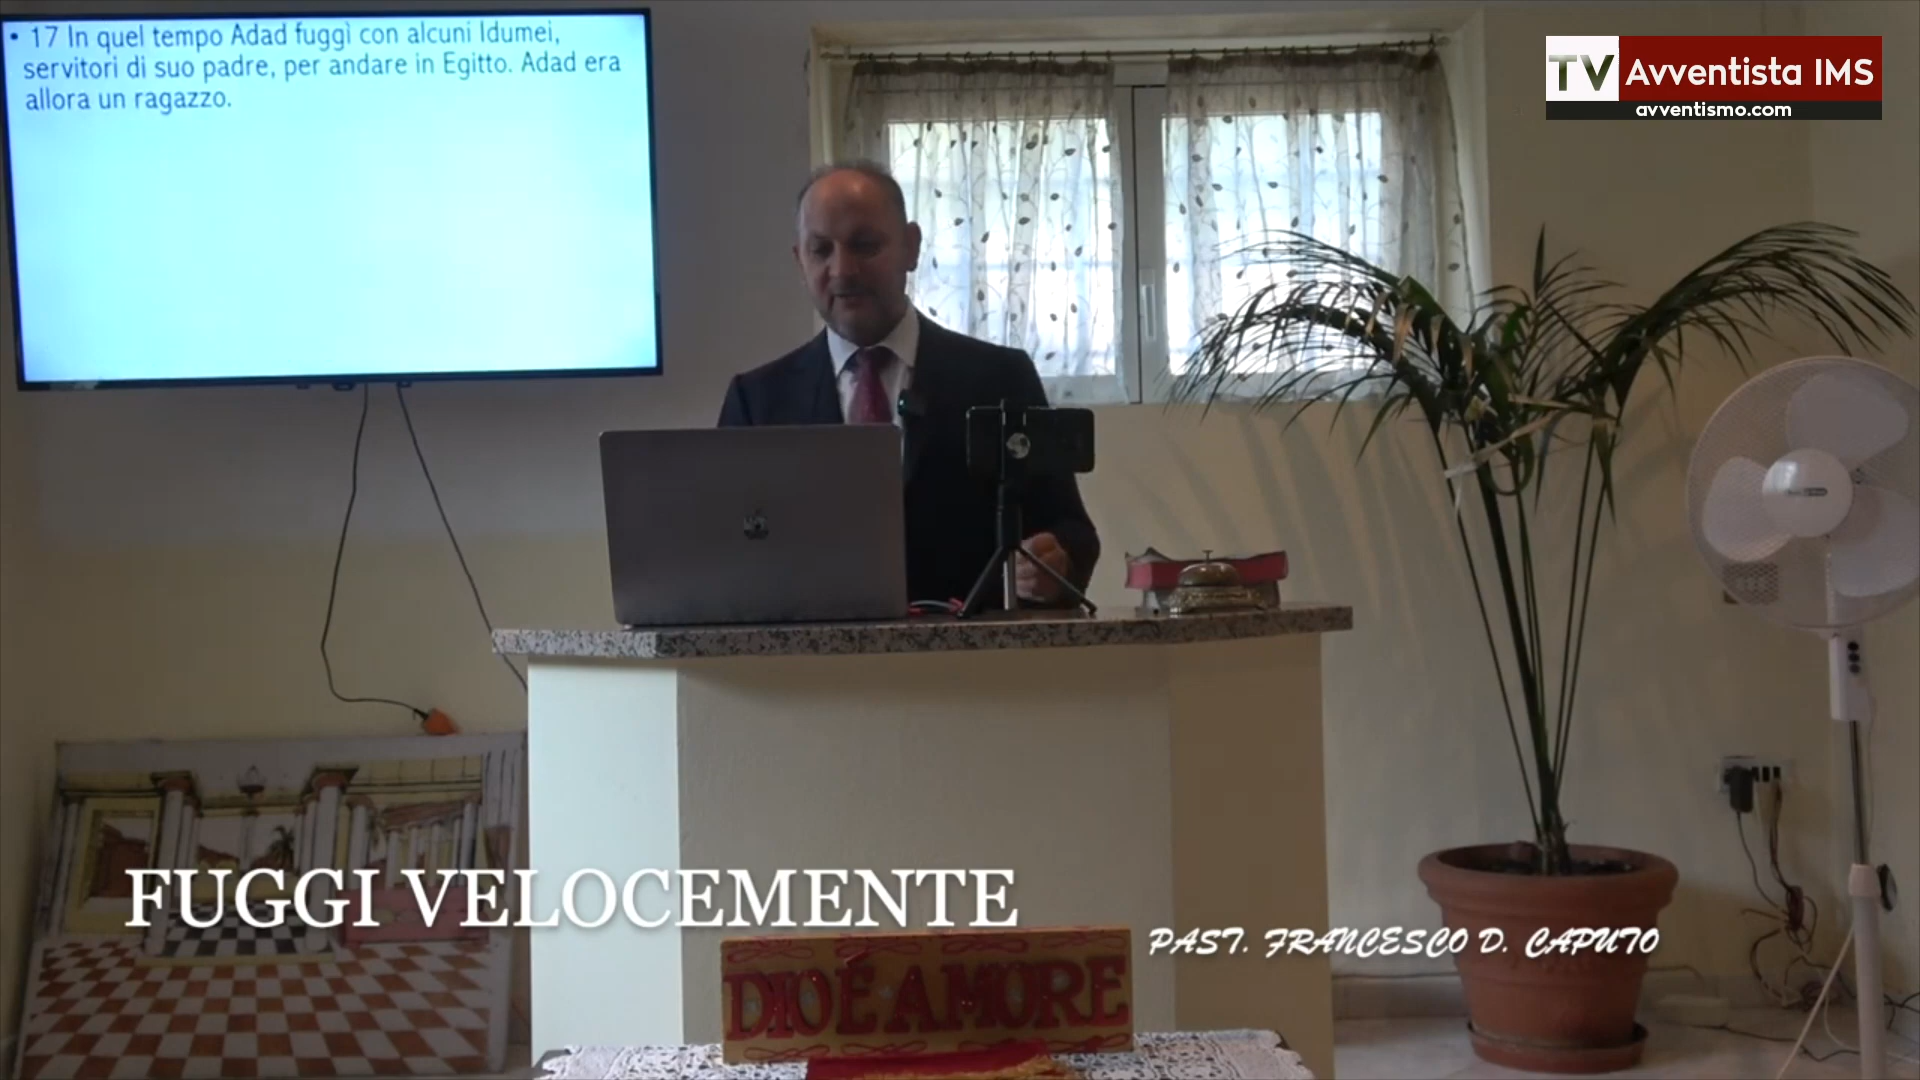 • 17 In quel tempo Adad fuggì con alcuni Idumei,
servitori di suo padre, per andare in Egitto. Adad era
allora un ragazzo.
TV Avventista IMS
avventismo.com
FUGGI VELOCEMENTE
PAST. FRANCESCO D. CAPUTO
DIO É AMORE